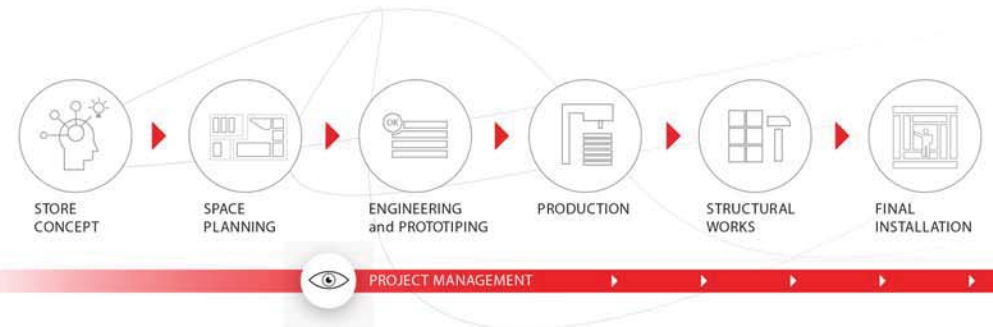 OK
STORE
CONCEPT
SPACE
PLANNING
ENGINEERING
and PROTOTIPING
PRODUCTION
STRUCTURAL
WORKS
FINAL
INSTALLATION
PROJECT MANAGEMENT